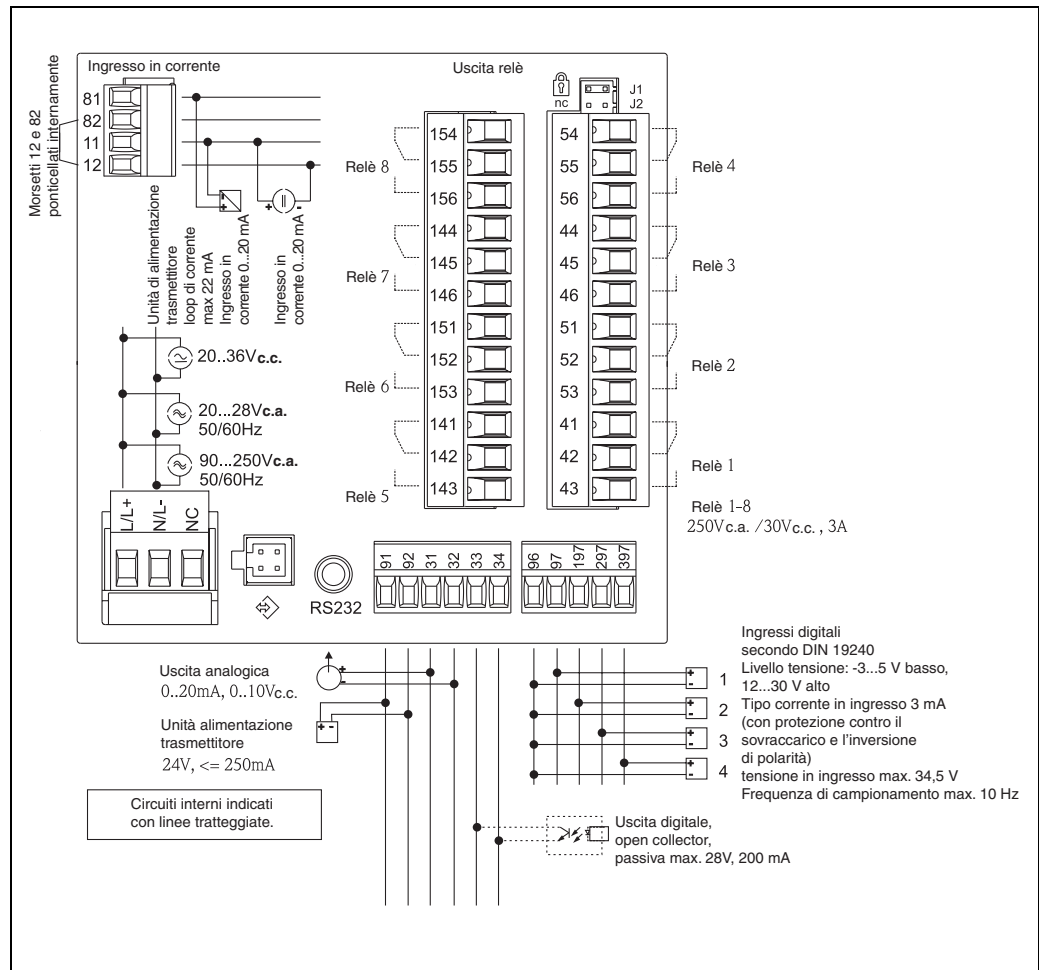 Ingresso in corrente
Uscita relè
Morsetti 12 e 82
ponticellati internamente
81
82
11
12
nc
J1
J2
Unità di alimentazione
trasmettitore
loop di corrente
max 22 mA
Ingresso in
corrente 0...20 mA
Ingresso in
corrente 0...20 mA
+
-
+
-
154
155
156
144
145
146
151
152
153
141
142
143
Relè 8
Relè 7
Relè 6
Relè 5
54
55
56
44
45
46
51
52
53
41
42
43
Relè 4
Relè 3
Relè 2
Relè 1
Relè 1-8
250Vc.a. /30Vc.c. , 3A
20..36Vc.c.
20...28Vc.a.
50/60Hz
90...250Vc.a.
50/60Hz
L/L+
N/L-
NC
RS232
91
92
31
32
33
34
96
97
197
297
397
Uscita analogica
0..20mA, 0..10Vc.c.
+
-
Unità alimentazione
trasmettitore
24V, <= 250mA
+ -
Circuiti interni indicati
con linee tratteggiate.
+
-
1
+
-
2
+
-
3
+
-
4
Ingressi digitali
secondo DIN 19240
Livello tensione: -3...5 V basso,
12...30 V alto
Tipo corrente in ingresso 3 mA
(con protezione contro il
sovraccarico e l'inversione
di polarità)
tensione in ingresso max. 34,5 V
Frequenza di campionamento max. 10 Hz
Uscita digitale,
open collector,
passiva max. 28V, 200 mA